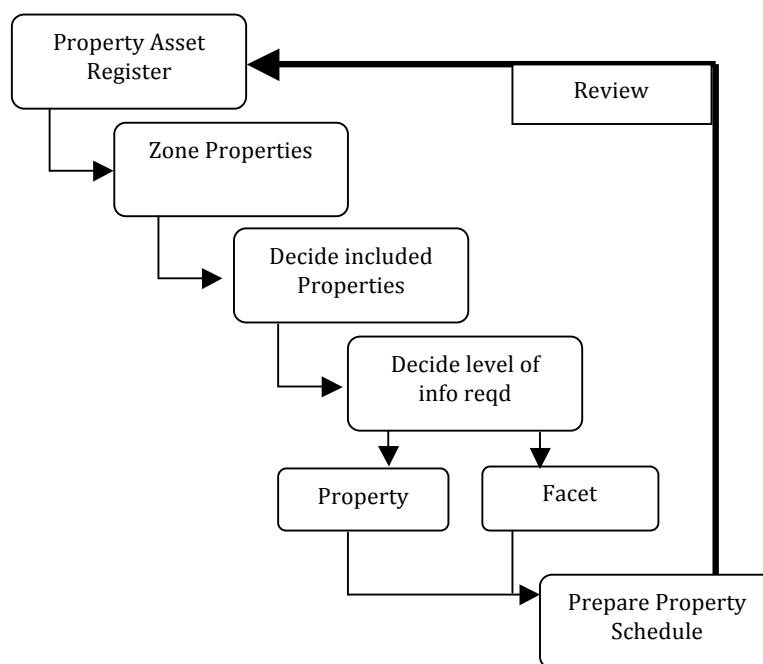 Property Asset
Register
Review
Zone Properties
Decide included
Properties
Decide level of
info reqd
Property
Facet
Prepare Property
Schedule